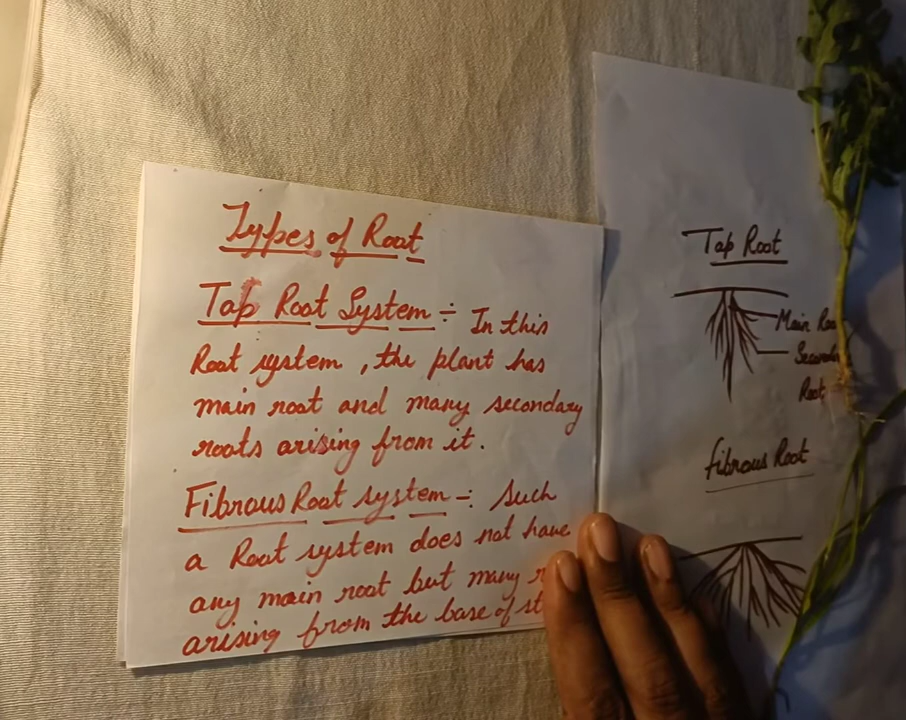 Types of Root
Tap Root System ÷ In this
Root system, the plant has
main root and many secondary
roots arising from it.
Fibrous Root system -: Such
a Root system does not have
any main root but many
arising from the base of
Tap Root
Main
Root
fibrous Root